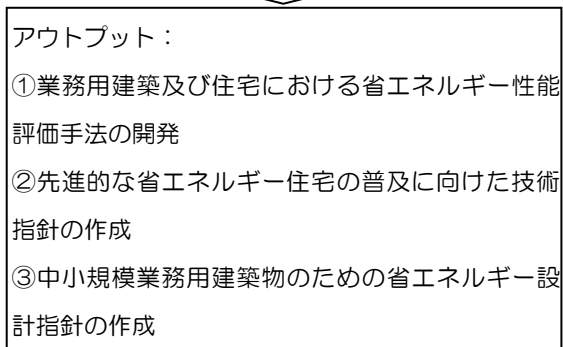 アウトプット：
①業務用建築及び住宅における省エネルギー性能
評価手法の開発
②先進的な省エネルギー住宅の普及に向けた技術
指針の作成
③中小規模業務用建築物のための省エネルギー設
計指針の作成